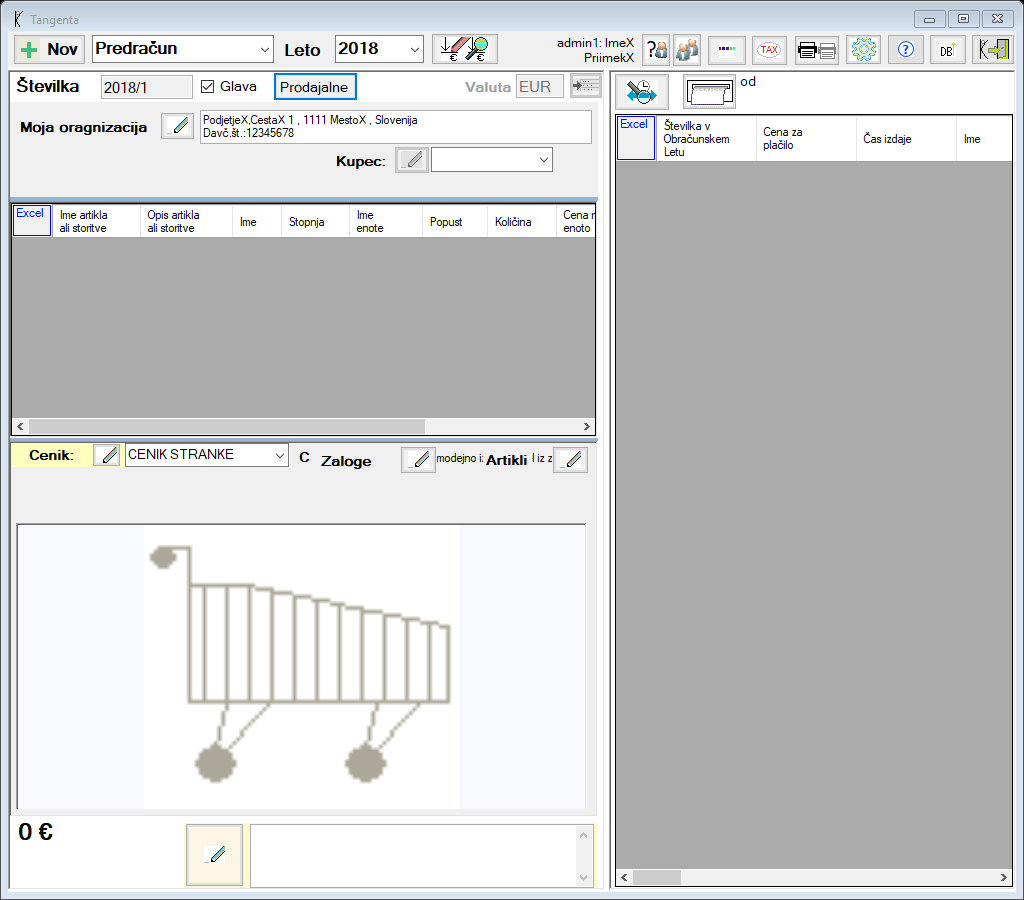 Tangenta
Nov
Predračun
Leto
2018
€ €
admin1: ImeX
PriimekX
?
TAX
?
DB
Številka
2018/1
Glava
Prodajalne
Valuta
EUR
Moja oragnizacija
PodjetjeX,CestaX 1 , 1111 MestoX , Slovenija
Davč.št.:12345678
Kupec:
Excel
Ime artikla
ali storitve
Opis artikla
ali storitve
Ime
Stopnja
Ime
enote
Popust
Količina
Cena
enoto
Cenik:
CENIK STRANKE
C
Zaloge
modejno i:
Artikli
l iz z
0 €
od
Excel
Številka v
Obračunskem
Letu
Cena za
plačilo
Čas izdaje
Ime